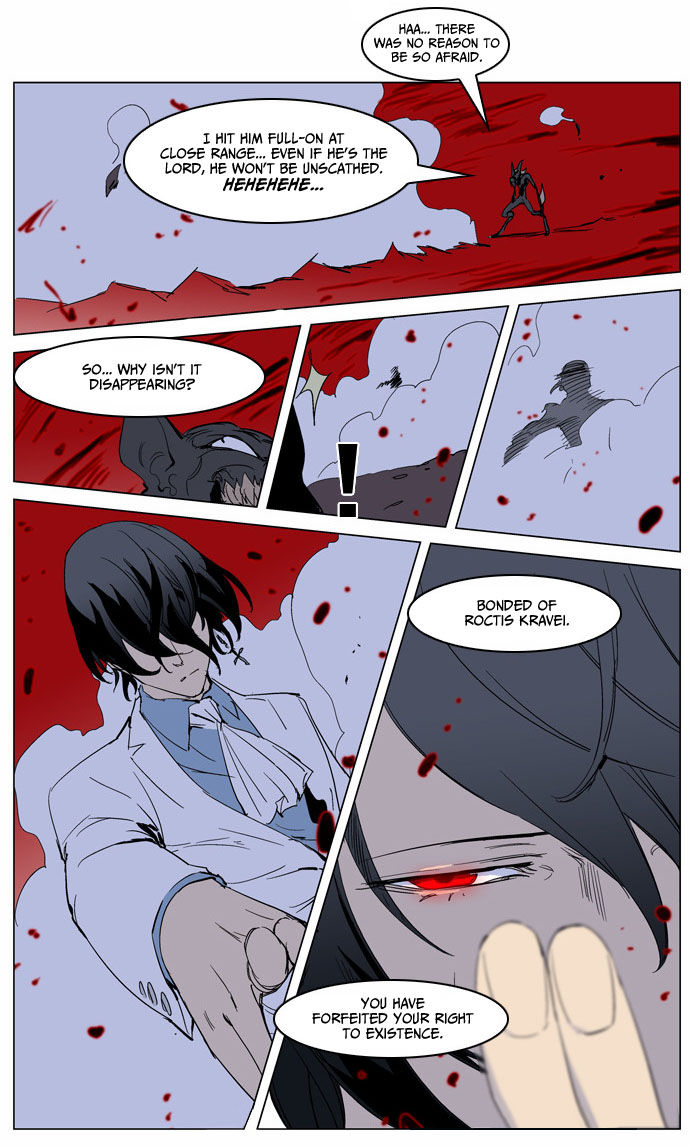 HAA... THERE
WAS NO REASON TO
BE SO AFRAID.
I HIT HIM FULL-ON AT
CLOSE RANGE... EVEN IF HE'S THE
LORD, HE WON'T BE UNSCATHED.
HEHEHEHE...
SO... WHY ISN'T IT
DISAPPEARING?
!
BONDED OF
ROCTIS KRAVEI.
YOU HAVE
FORFEITED YOUR RIGHT
TO EXISTENCE.